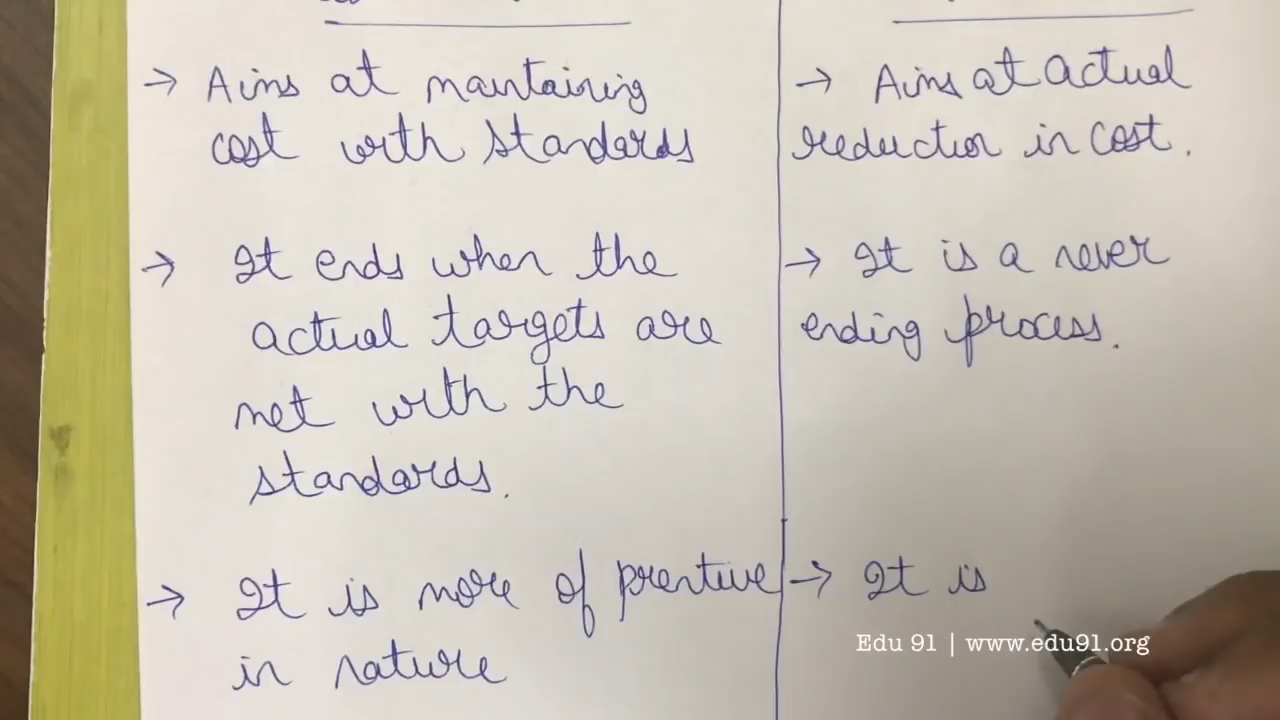 → Aims at maintaining
cost with standards
→ It ends when the
actual targets are
met with the
standards.
→ It is more of prentive
in nature
→ Aims at actual
reduction in cost.
→ It is a never
ending process.
→ It is
Edu 91 | www.edu91.org